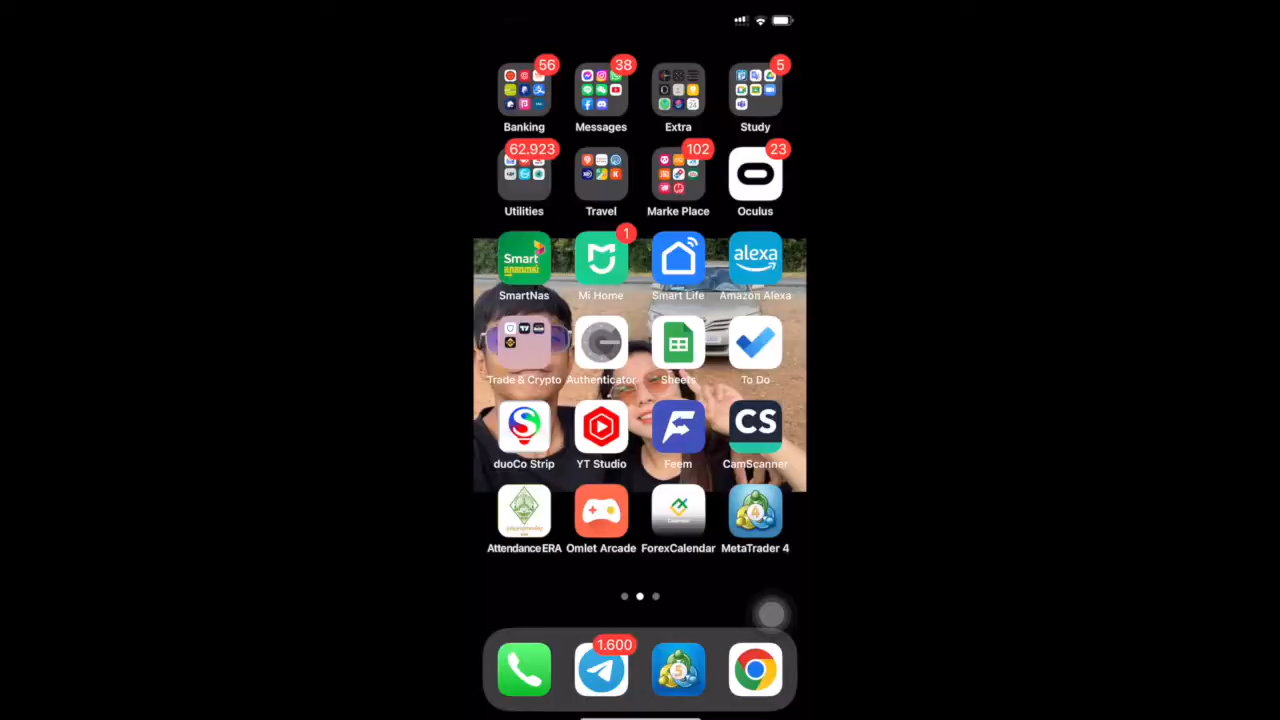 56
38
5
Banking
Messages
Extra
Study
62.923
102
23
Utilities
Travel
Marke Place
Oculus
Smart
alexa
1
SmartNas
Mi Home
Smart Life
Amazon Alexa
Trade & Crypto
Authenticator
Sheets
To Do
CS
duoCo Strip
YT Studio
Feem
CamScanner
4
AttendanceERA
Omlet Arcade
ForexCalendar
MetaTrader 4
1.600
5